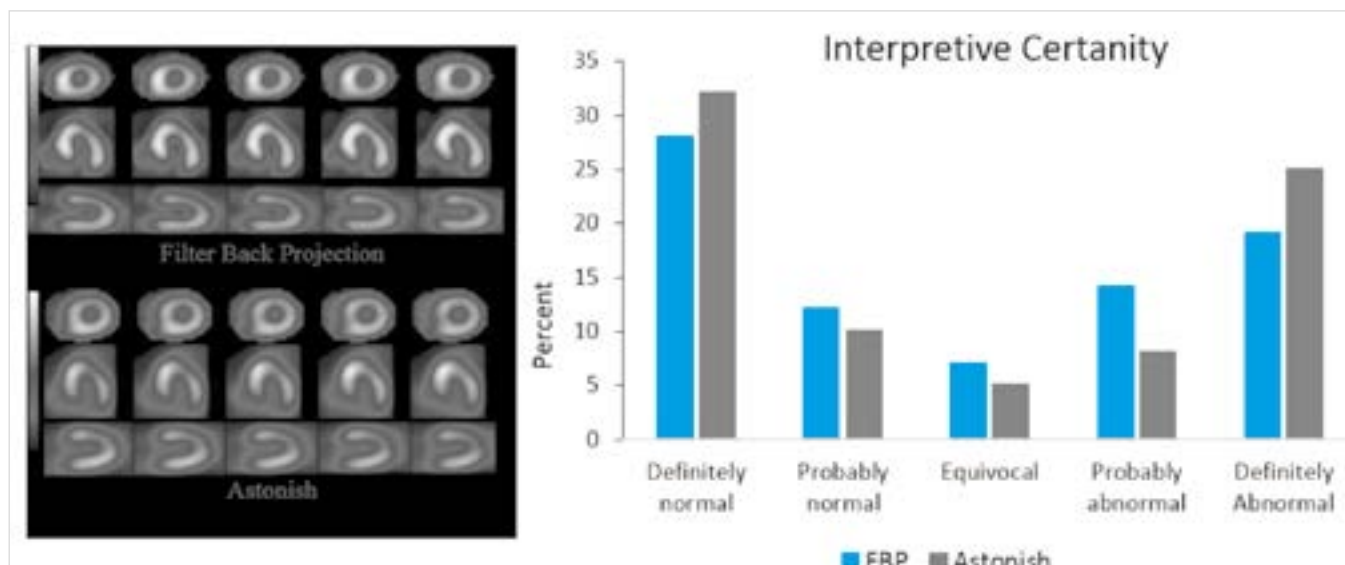 Filter Back Projection
Astonish
Interpretive Certanity
35
30
25
20
15
10
5
0
Percent
Definitely normal
Probably normal
Equivocal
Probably abnormal
Definitely Abnormal
FBP Astonish